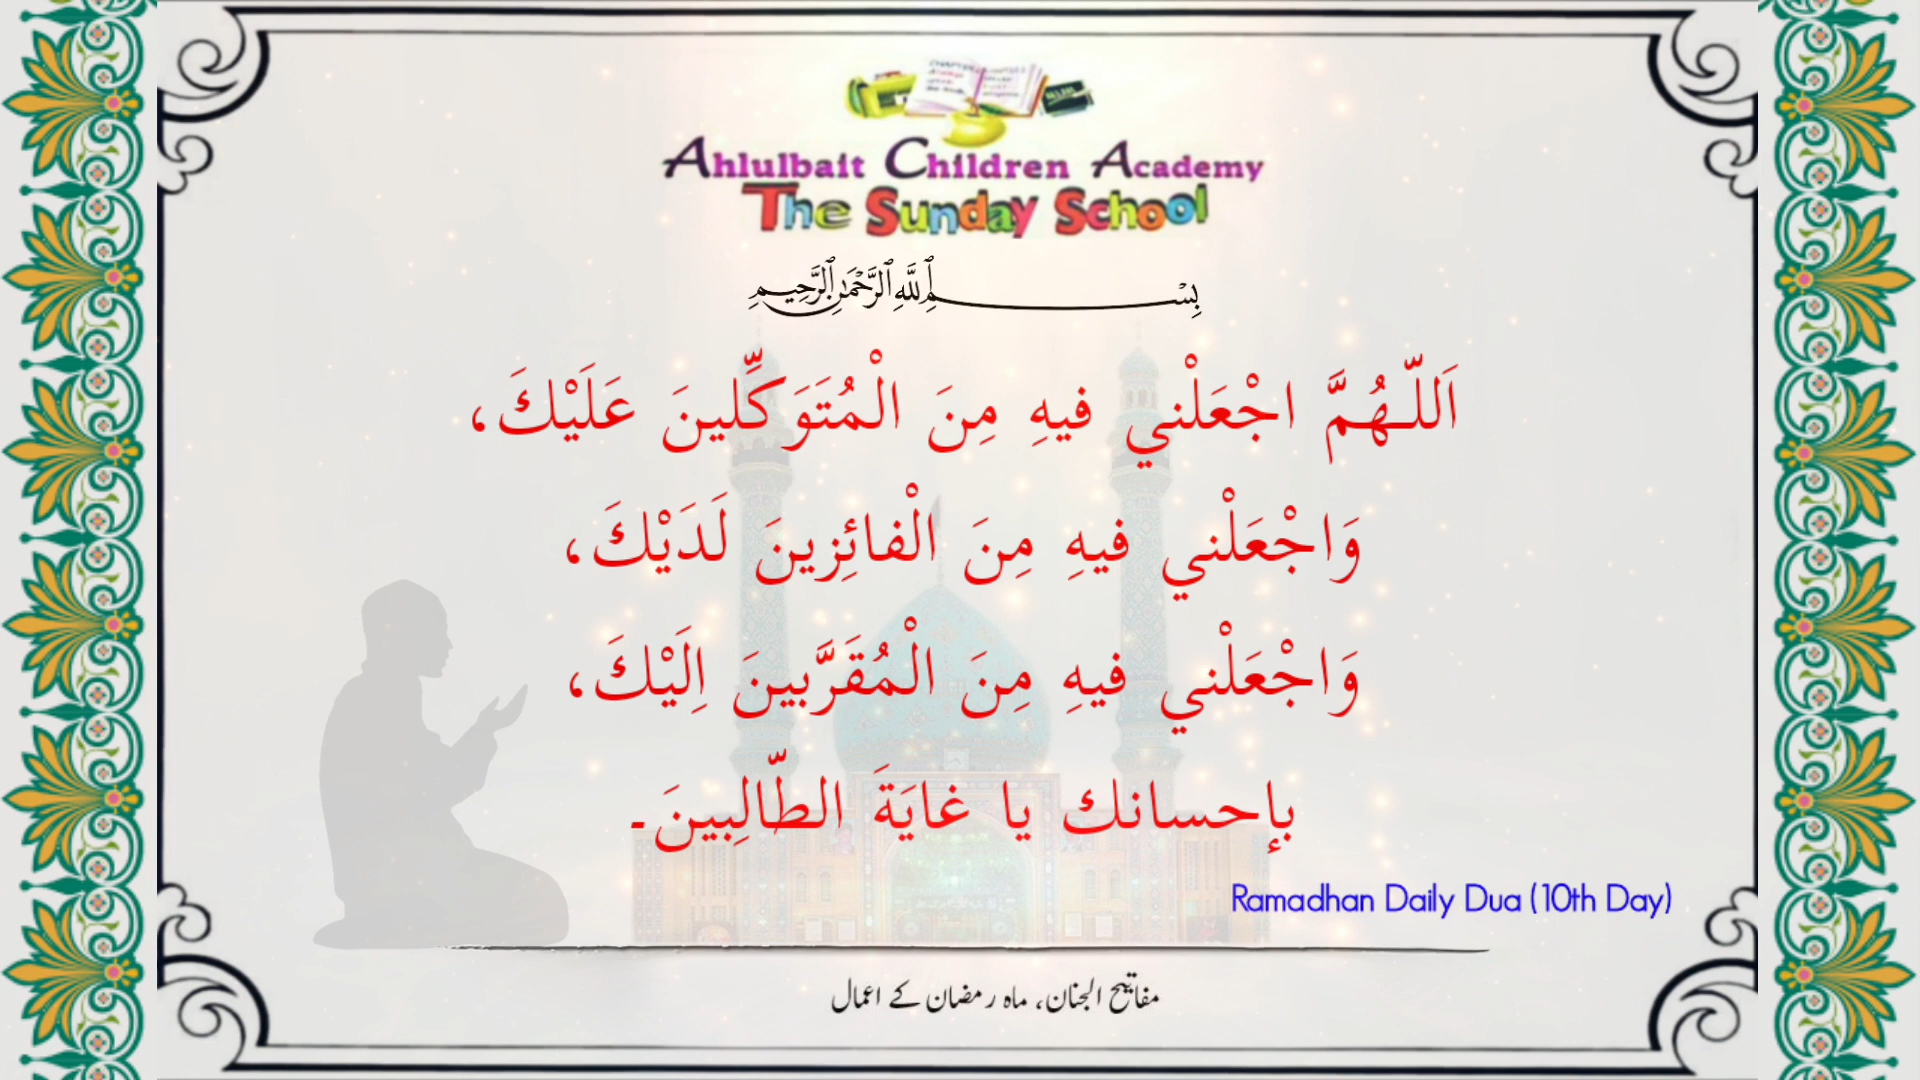 Ahlulbait Children Academy
The Sunday School
بِسْمِ ٱللَّهِ ٱلرَّحْمَٰنِ ٱلرَّحِيمِ
اَللّـهُمَّ اجْعَلْني فيهِ مِنَ الْمُتَوَكِّلينَ عَلَيْكَ،
وَاجْعَلْني فيهِ مِنَ الْفائِزينَ لَدَيْكَ،
وَاجْعَلْني فيهِ مِنَ الْمُقَرَّبينَ اِلَيْكَ،
بإحسانك يا غايَةَ الطّالِبينَ۔
Ramadhan Daily Dua (10th Day)
مفاتیح الجنان، ماہ رمضان کے اعمال